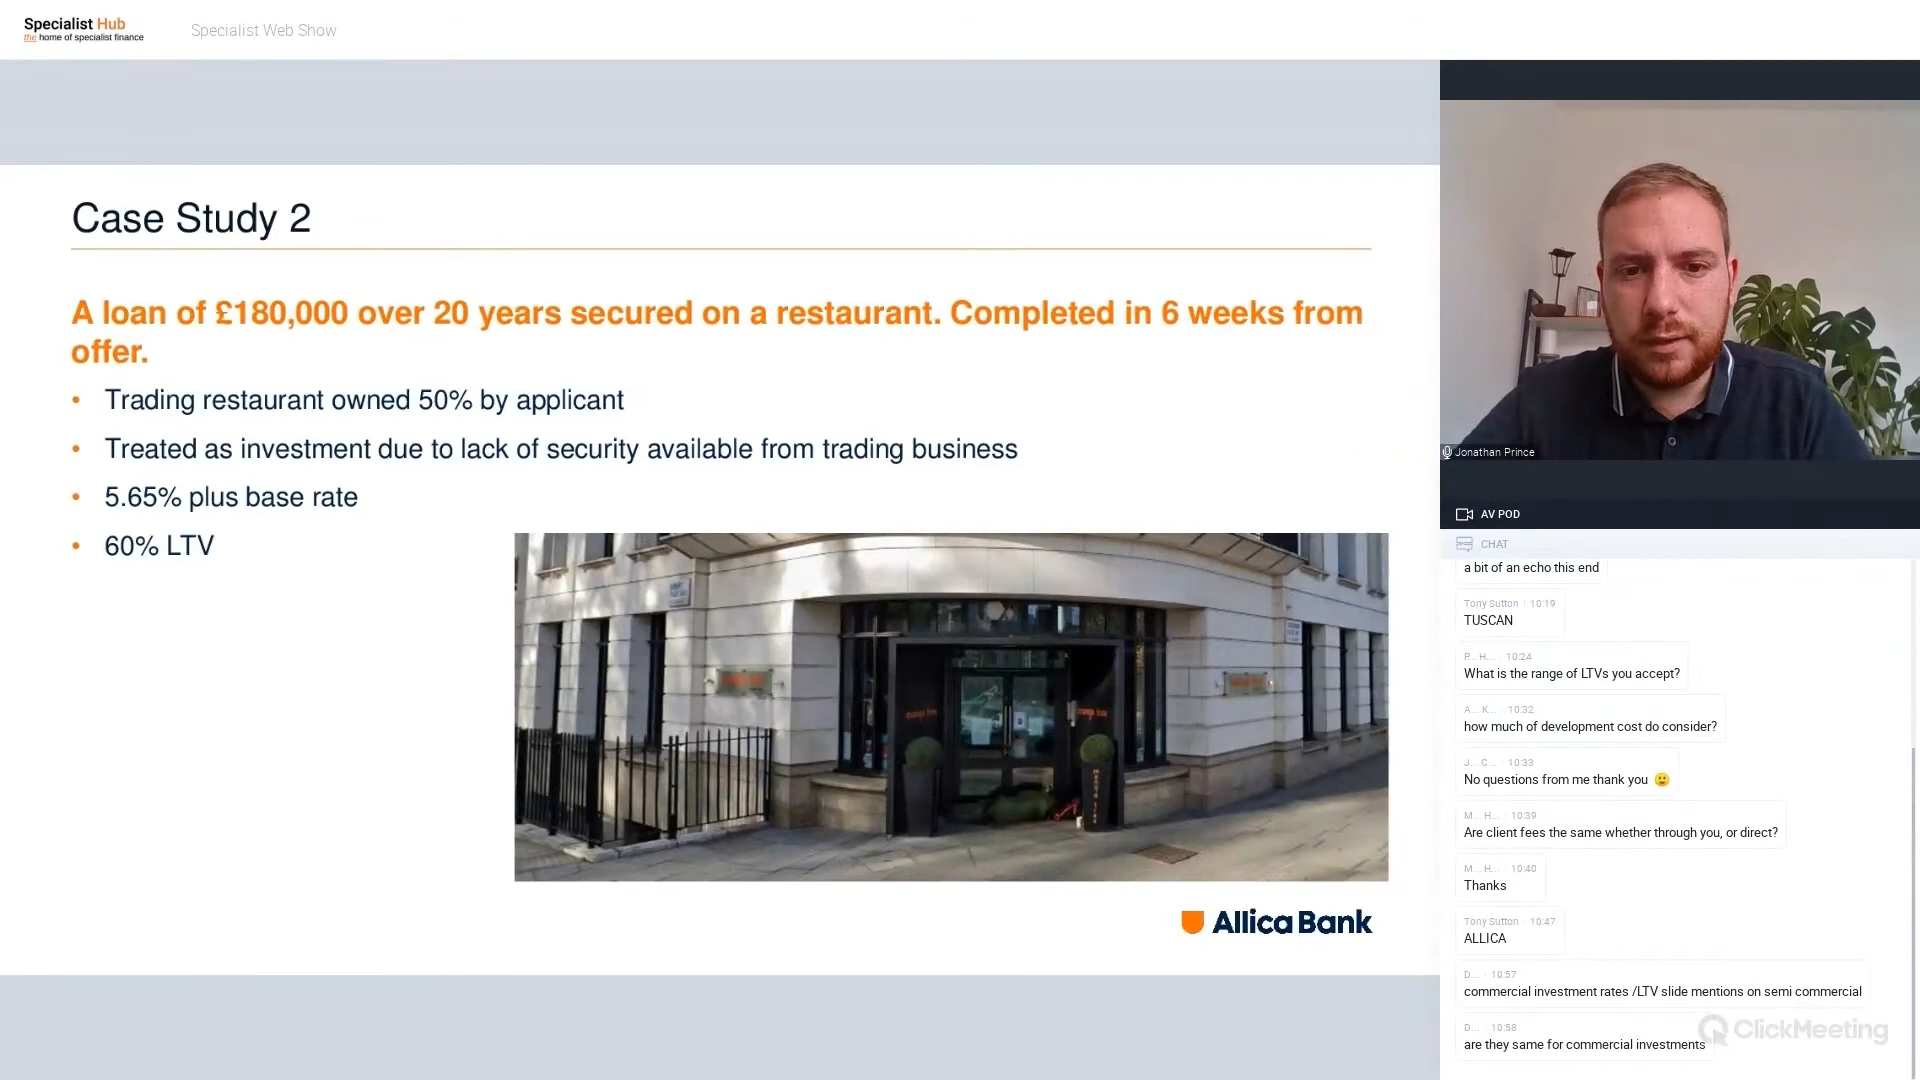 Specialist Hub
the home of specialist finance
Specialist Web Show
Case Study 2
A loan of £180,000 over 20 years secured on a restaurant. Completed in 6 weeks from
offer.
• Trading restaurant owned 50% by applicant
• Treated as investment due to lack of security available from trading business
• 5.65% plus base rate
• 60% LTV
Allica Bank
Jonathan Prince
AV POD
CHAT
a bit of an echo this end
Tony Sutton 10:19
TUSCAN
P... H... 10:24
What is the range of LTVs you accept?
A... K... 10:32
how much of development cost do consider?
J... C... 10:33
No questions from me thank you 🙂
M... H... 10:39
Are client fees the same whether through you, or direct?
M... H... 10:40
Thanks
Tony Sutton 10:47
ALLICA
D... 10:57
commercial investment rates /LTV slide mentions on semi commercial
D... 10:58
are they same for commercial investments
ClickMeeting